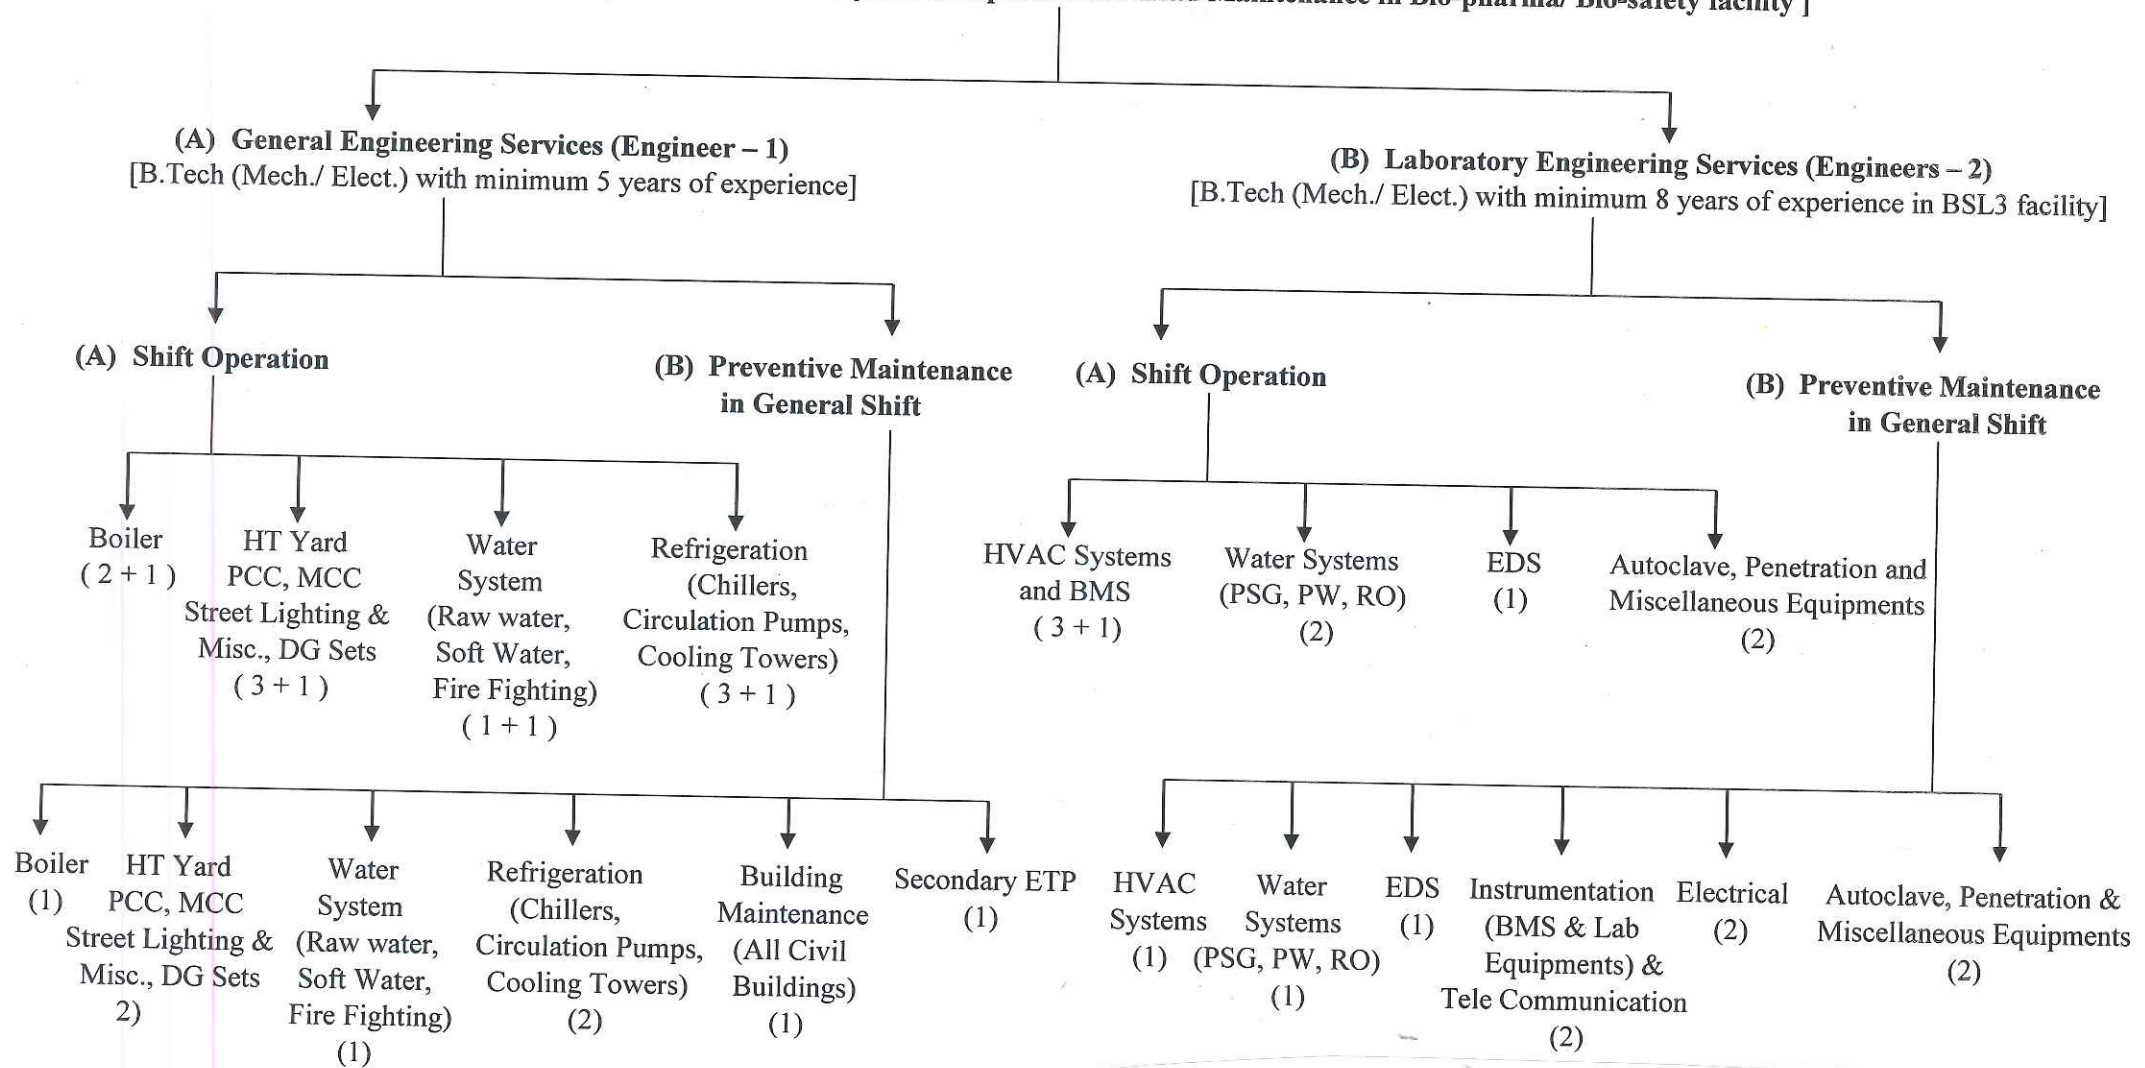 Maintenance in Bio-pharma/ Bio-safety facility ]
(A) General Engineering Services (Engineer – 1)
[B.Tech (Mech./ Elect.) with minimum 5 years of experience]
(B) Laboratory Engineering Services (Engineers – 2)
[B.Tech (Mech./ Elect.) with minimum 8 years of experience in BSL3 facility]
(A) Shift Operation
(B) Preventive Maintenance
in General Shift
(A) Shift Operation
(B) Preventive Maintenance
in General Shift
Boiler
( 2 + 1 )
HT Yard
PCC, MCC
Street Lighting &
Misc., DG Sets
( 3 + 1 )
Water
System
(Raw water,
Soft Water,
Fire Fighting)
( 1 + 1 )
Refrigeration
(Chillers,
Circulation Pumps,
Cooling Towers)
( 3 + 1 )
HVAC Systems
and BMS
( 3 + 1)
Water Systems
(PSG, PW, RO)
(2)
EDS
(1)
Autoclave, Penetration and
Miscellaneous Equipments
(2)
Boiler
(1)
HT Yard
PCC, MCC
Street Lighting &
Misc., DG Sets
2)
Water
System
(Raw water,
Soft Water,
Fire Fighting)
(1)
Refrigeration
(Chillers,
Circulation Pumps,
Cooling Towers)
(2)
Building
Maintenance
(All Civil
Buildings)
(1)
Secondary ETP
(1)
HVAC
Systems
(1)
Water
Systems
(PSG, PW, RO)
(1)
EDS
(1)
Instrumentation
(BMS & Lab
Equipments) &
Tele Communication
(2)
Electrical
(2)
Autoclave, Penetration &
Miscellaneous Equipments
(2)